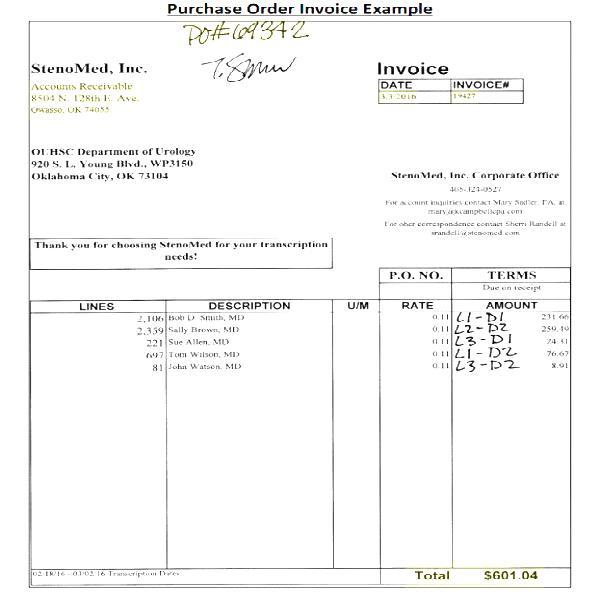 Purchase Order Invoice Example
PO#69342
StenoMed, Inc.
Accounts Receivable
8504 N. 128th E. Ave.
Owasso, OK 74055
Invoice
DATE INVOICE#
3/3/2016 19427
OUHSC Department of Urology
920 S. L. Young Blvd., WP3150
Oklahoma City, OK 73104
StenoMed, Inc. Corporate Office
405-324-0527
For account inquiries contact Mary Sadler, P.A. at
For other correspondence contact Sherri Randell at
srandell@stenomed.com
Thank you for choosing StenoMed for your transcription
needs!
P.O. NO. TERMS
Due on receipt
LINES DESCRIPTION U/M RATE AMOUNT
2,106 Bob D. Smith, MD 0.11 L1-D1 231.66
2,359 Sally Brown, MD 0.11 L2-D2 259.49
221 Sue Allen, MD 0.11 L3-D1 24.31
697 Tom Wilson, MD 0.11 L1-D2 76.67
81 John Watson, MD 0.11 L3-D2 8.91
02/18/16 - 03/02/16 Transcription Dates
Total $601.04